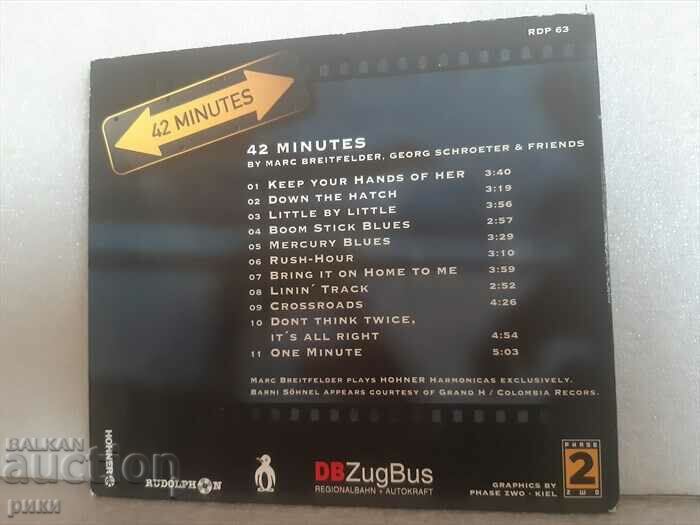 RDP 63
42 MINUTES
42 MINUTES
BY MARC BREITFELDER, GEORG SCHROETER & FRIENDS
01 KEEP YOUR HANDS OF HER 3:40
02 DOWN THE HATCH 3:19
03 LITTLE BY LITTLE 3:56
04 BOOM STICK BLUES 2:57
05 MERCURY BLUES 3:29
06 RUSH-HOUR 3:10
07 BRING IT ON HOME TO ME 3:59
08 LININ´ TRACK 2:52
09 CROSSROADS 4:26
10 DONT THINK TWICE,
IT´S ALL RIGHT 4:54
11 ONE MINUTE 5:03
MARC BREITFELDER PLAYS HOHNER HARMONICAS EXCLUSIVELY.
BARNI SÖHNEL APPEARS COURTESY OF GRAND H / COLOMBIA RECORS.
HOHNER
RUDOLPHON
DBZugBus
REGIONALBAHN + AUTOKRAFT
GRAPHICS BY
PHASE ZWO - KIEL
PHASE
2
ZWO
BALKAN
auction
рики